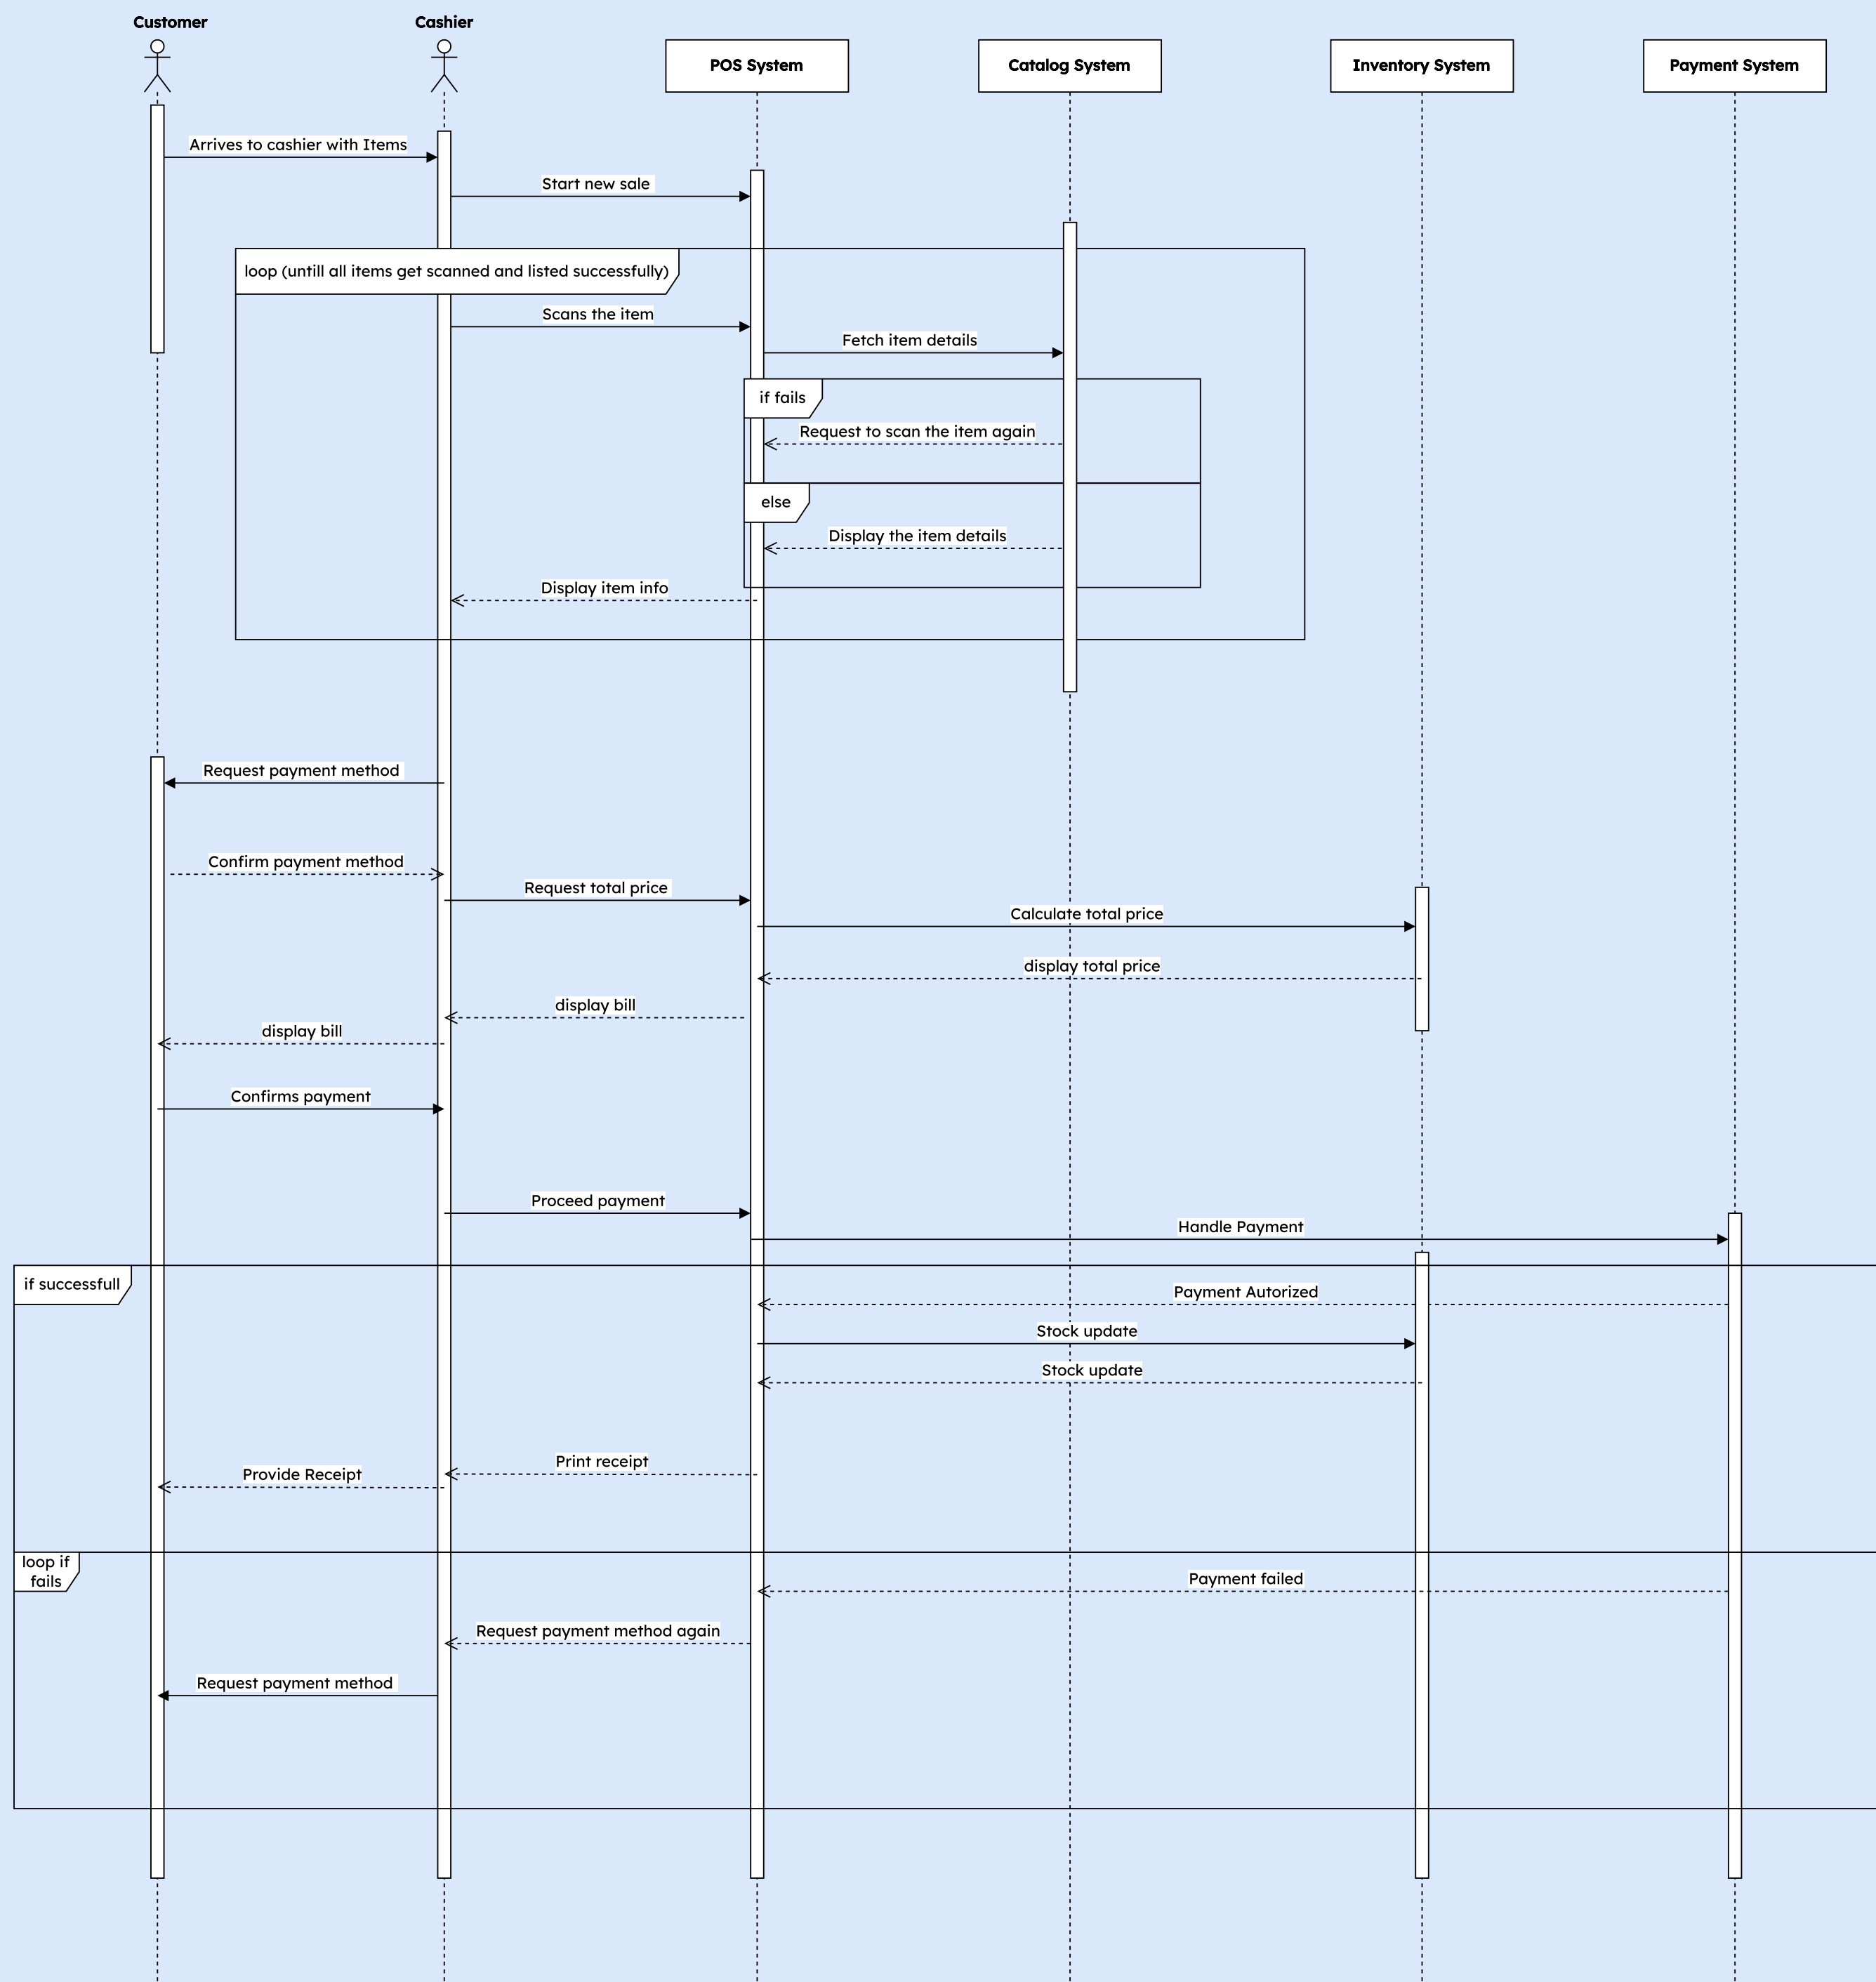 Customer
Cashier
POS System
Catalog System
Inventory System
Payment System
Arrives to cashier with Items
Start new sale
loop (untill all items get scanned and listed successfully)
Scans the item
Fetch item details
if fails
Request to scan the item again
else
Display the item details
Display item info
Request payment method
Confirm payment method
Request total price
Calculate total price
display total price
display bill
display bill
Confirms payment
Proceed payment
Handle Payment
if successfull
Payment Autorized
Stock update
Stock update
Print receipt
Provide Receipt
loop if
fails
Payment failed
Request payment method again
Request payment method